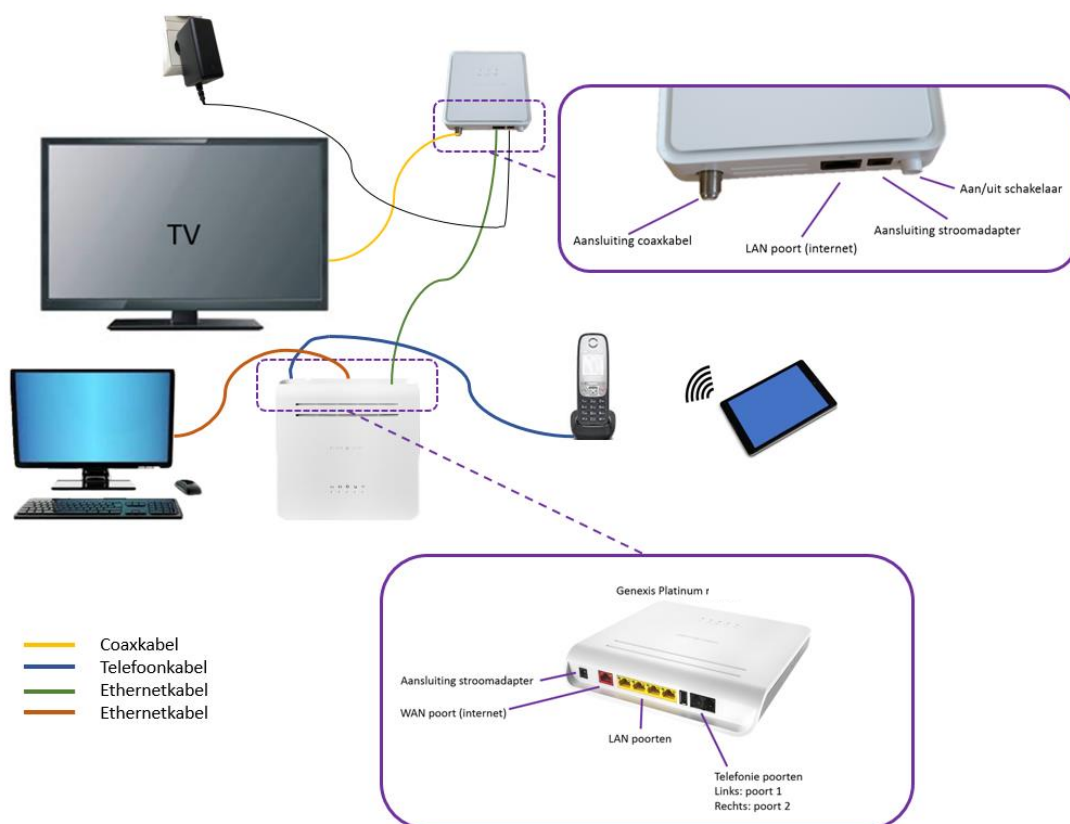 TV
Aansluiting coaxkabel
LAN poort (internet)
Aansluiting stroomadapter
Aan/uit schakelaar
Coaxkabel
Telefoonkabel
Ethernetkabel
Ethernetkabel
Genexis Platinum r
Aansluiting stroomadapter
WAN poort (internet)
LAN poorten
Telefonie poorten
Links: poort 1
Rechts: poort 2